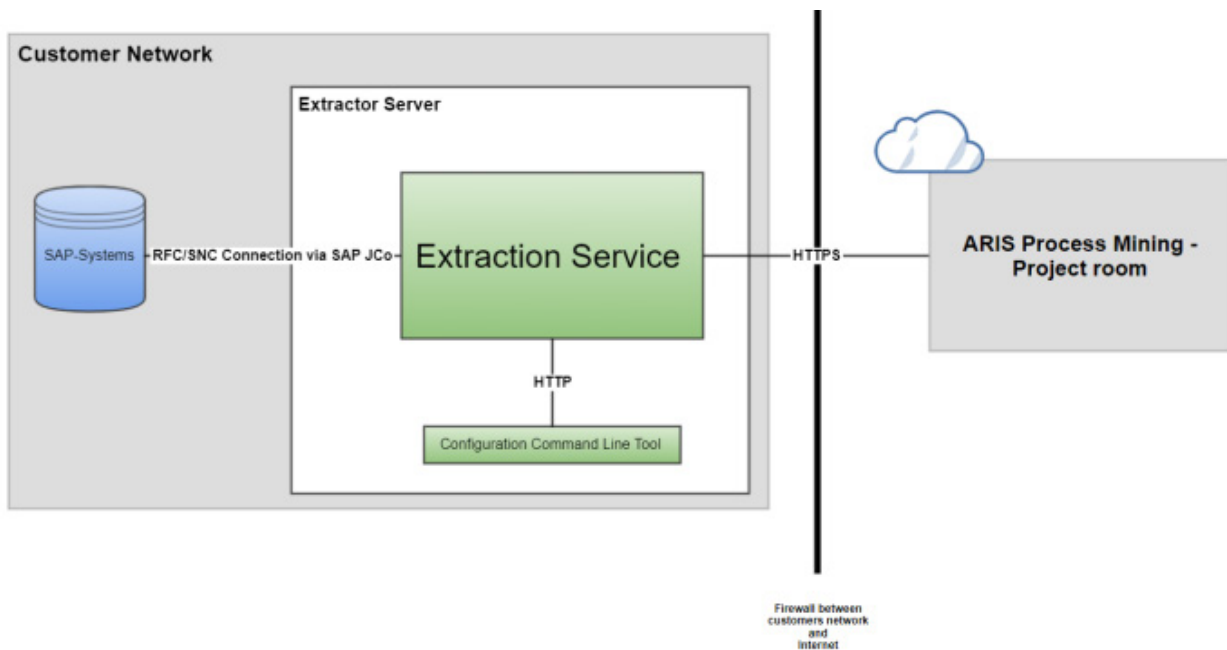 Customer Network
Extractor Server
SAP-Systems
RFC/SNC Connection via SAP JCo
Extraction Service
HTTPS
ARIS Process Mining -
Project room
HTTP
Configuration Command Line Tool
Firewall between
customers network
and
Internet